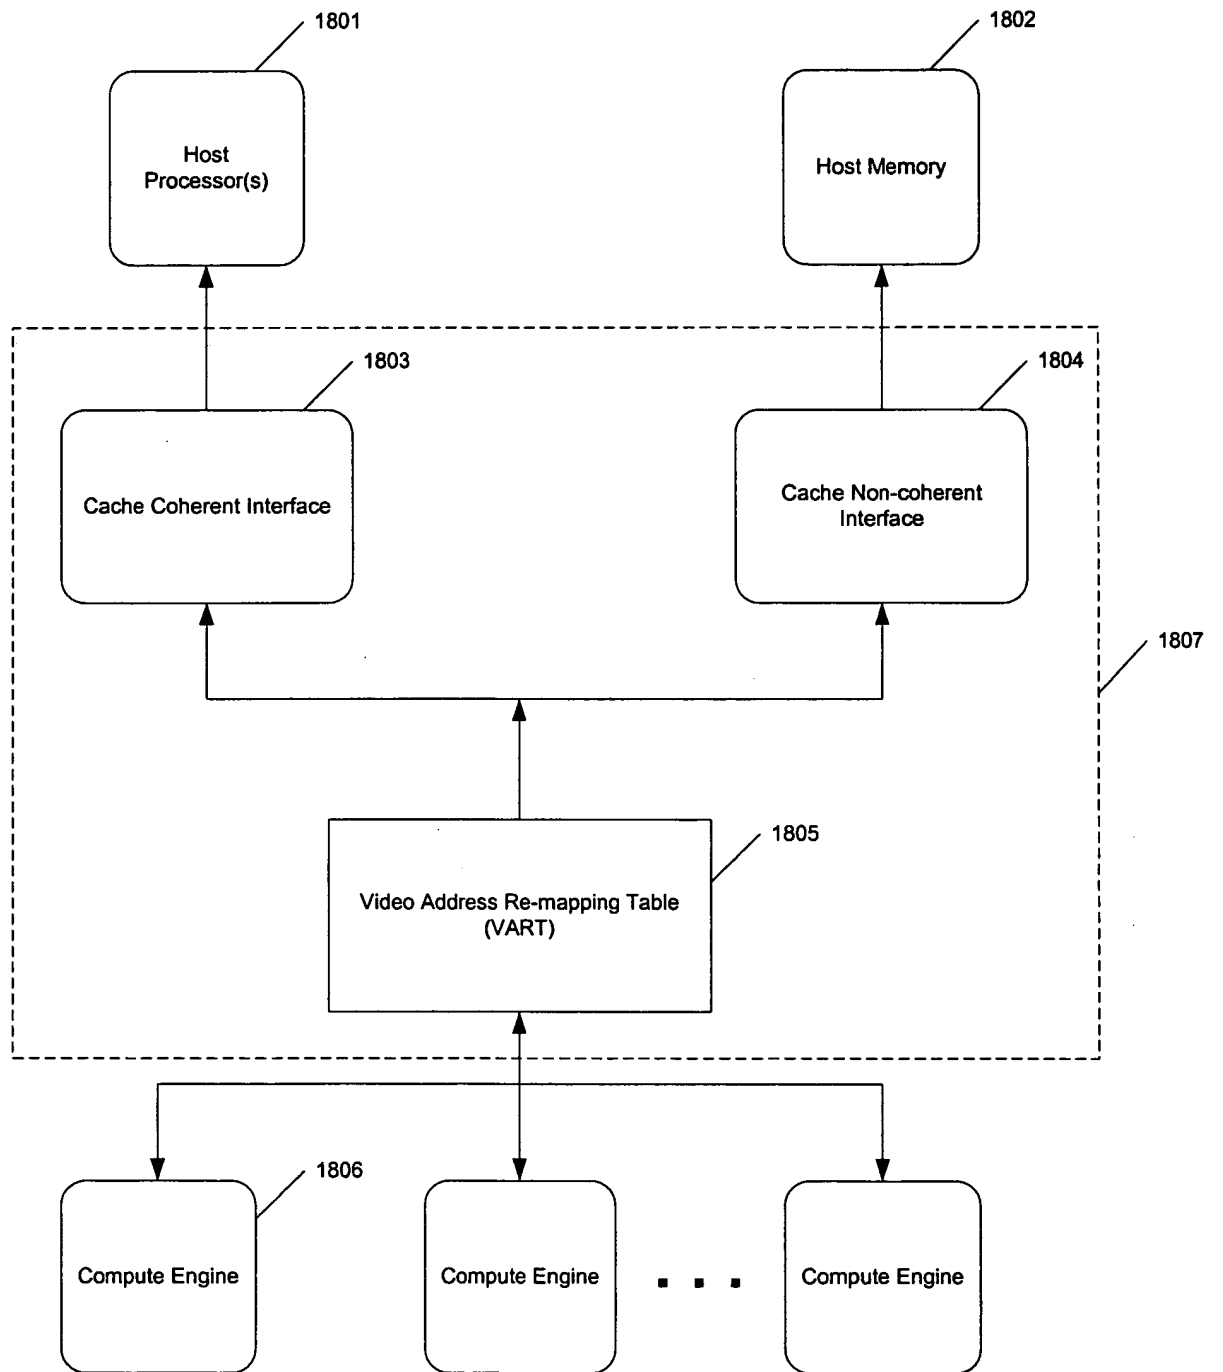 1801
1802
Host
Processor(s)
Host Memory
1803
1804
Cache Coherent Interface
Cache Non-coherent
Interface
1807
1805
Video Address Re-mapping Table
(VART)
1806
Compute Engine
Compute Engine
Compute Engine